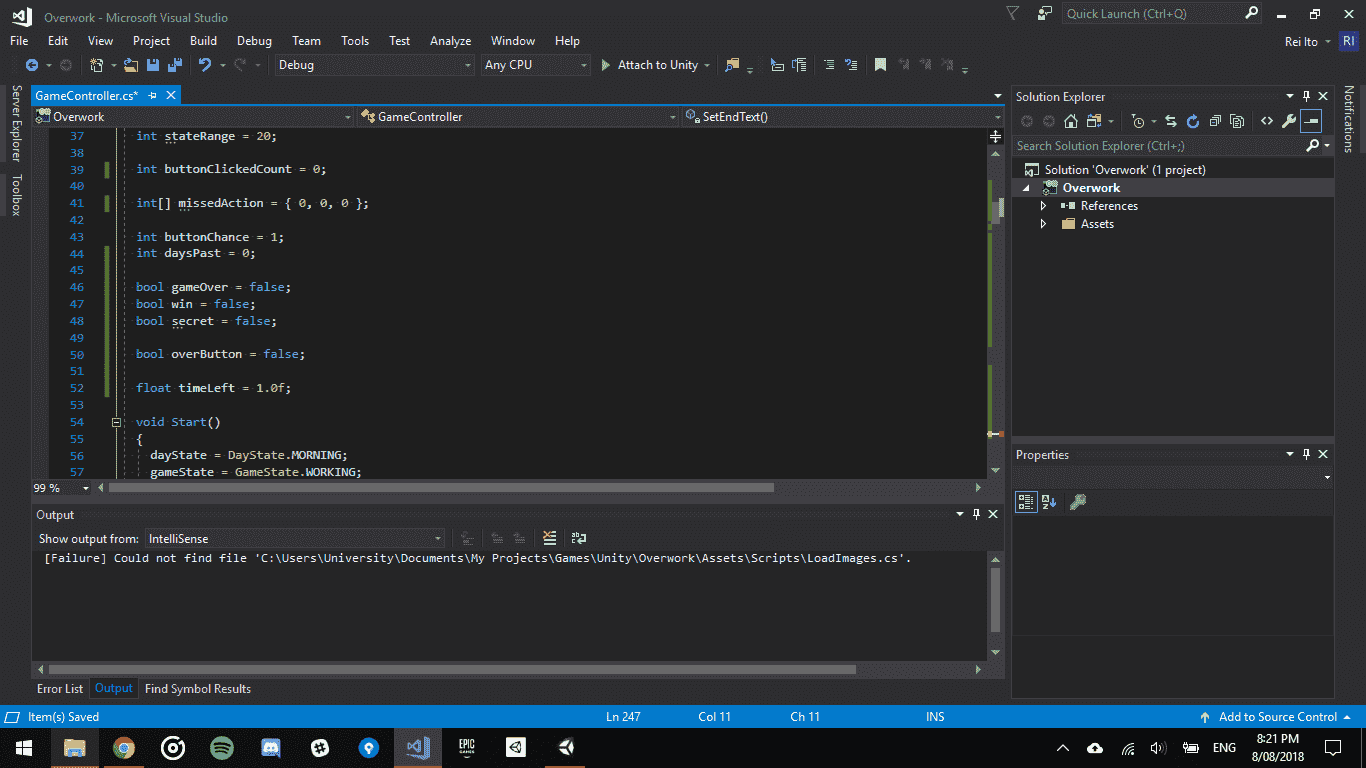 Overwork - Microsoft Visual Studio
Quick Launch (Ctrl+Q)
File Edit View Project Build Debug Team Tools Test Analyze Window Help
Rei Ito RI
Debug Any CPU Attach to Unity
Server Explorer
Toolbox
GameController.cs*
Overwork GameController SetEndText()
37 int stateRange = 20;
38
39 int buttonClickedCount = 0;
40
41 int[] missedAction = { 0, 0, 0 };
42
43 int buttonChance = 1;
44 int daysPast = 0;
45
46 bool gameOver = false;
47 bool win = false;
48 bool secret = false;
49
50 bool overButton = false;
51
52 float timeLeft = 1.0f;
53
54 void Start()
55 {
56 dayState = DayState.MORNING;
57 gameState = GameState.WORKING;
99 %
Output
Show output from: IntelliSense
[Failure] Could not find file 'C:\Users\University\Documents\My Projects\Games\Unity\Overwork\Assets\Scripts\LoadImages.cs'.
Error List Output Find Symbol Results
Solution Explorer
Search Solution Explorer (Ctrl+;)
Solution 'Overwork' (1 project)
Overwork
References
Assets
Properties
Notifications
Item(s) Saved Ln 247 Col 11 Ch 11 INS Add to Source Control
EPIC GAMES
ENG
8:21 PM
8/08/2018